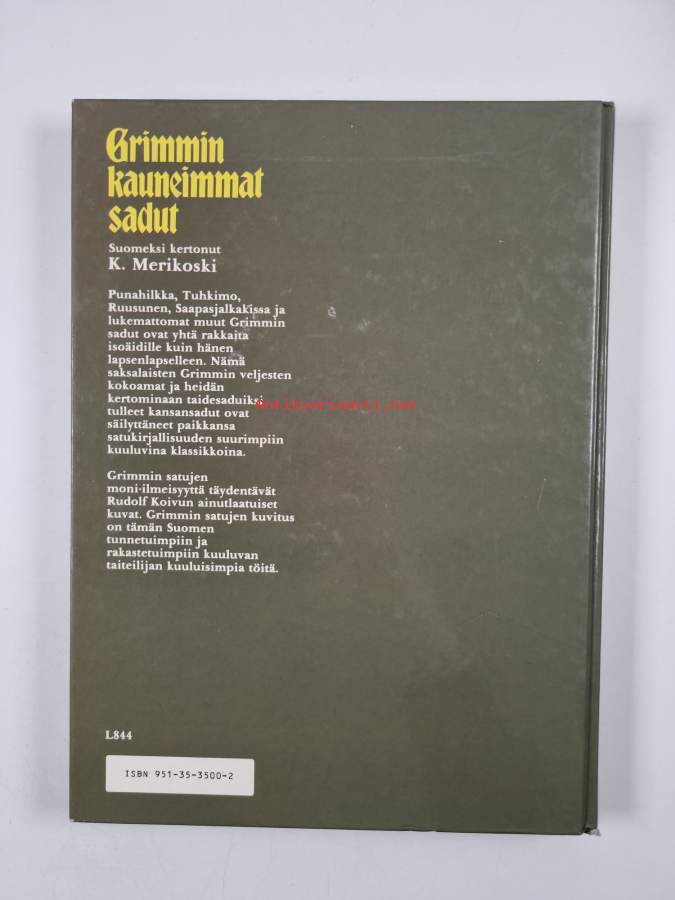 Grimmin
kauneimmat
sadut
Suomeksi kertonut
K. Merikoski
Punahilkka, Tuhkimo,
Ruusunen, Saapasjalkakissa ja
lukemattomat muut Grimmin
sadut ovat yhtä rakkaita
isoäidille kuin hänen
lapsenlapselleen. Nämä
saksalaisten Grimmin veljesten
kokoamat ja heidän
kertominaan taidesaduiksi
tulleet kansansadut ovat
säilyttäneet paikkansa
satukirjallisuuden suurimpiin
kuuluvina klassikkoina.
Grimmin satujen
moni-ilmeisyyttä täydentävät
Rudolf Koivun ainutlaatuiset
kuvat. Grimmin satujen kuvitus
on tämän Suomen
tunnetuimpiin ja
rakastetuimpiin kuuluvan
taiteilijan kuuluisimpia töitä.
L844
ISBN 951-35-3500-2